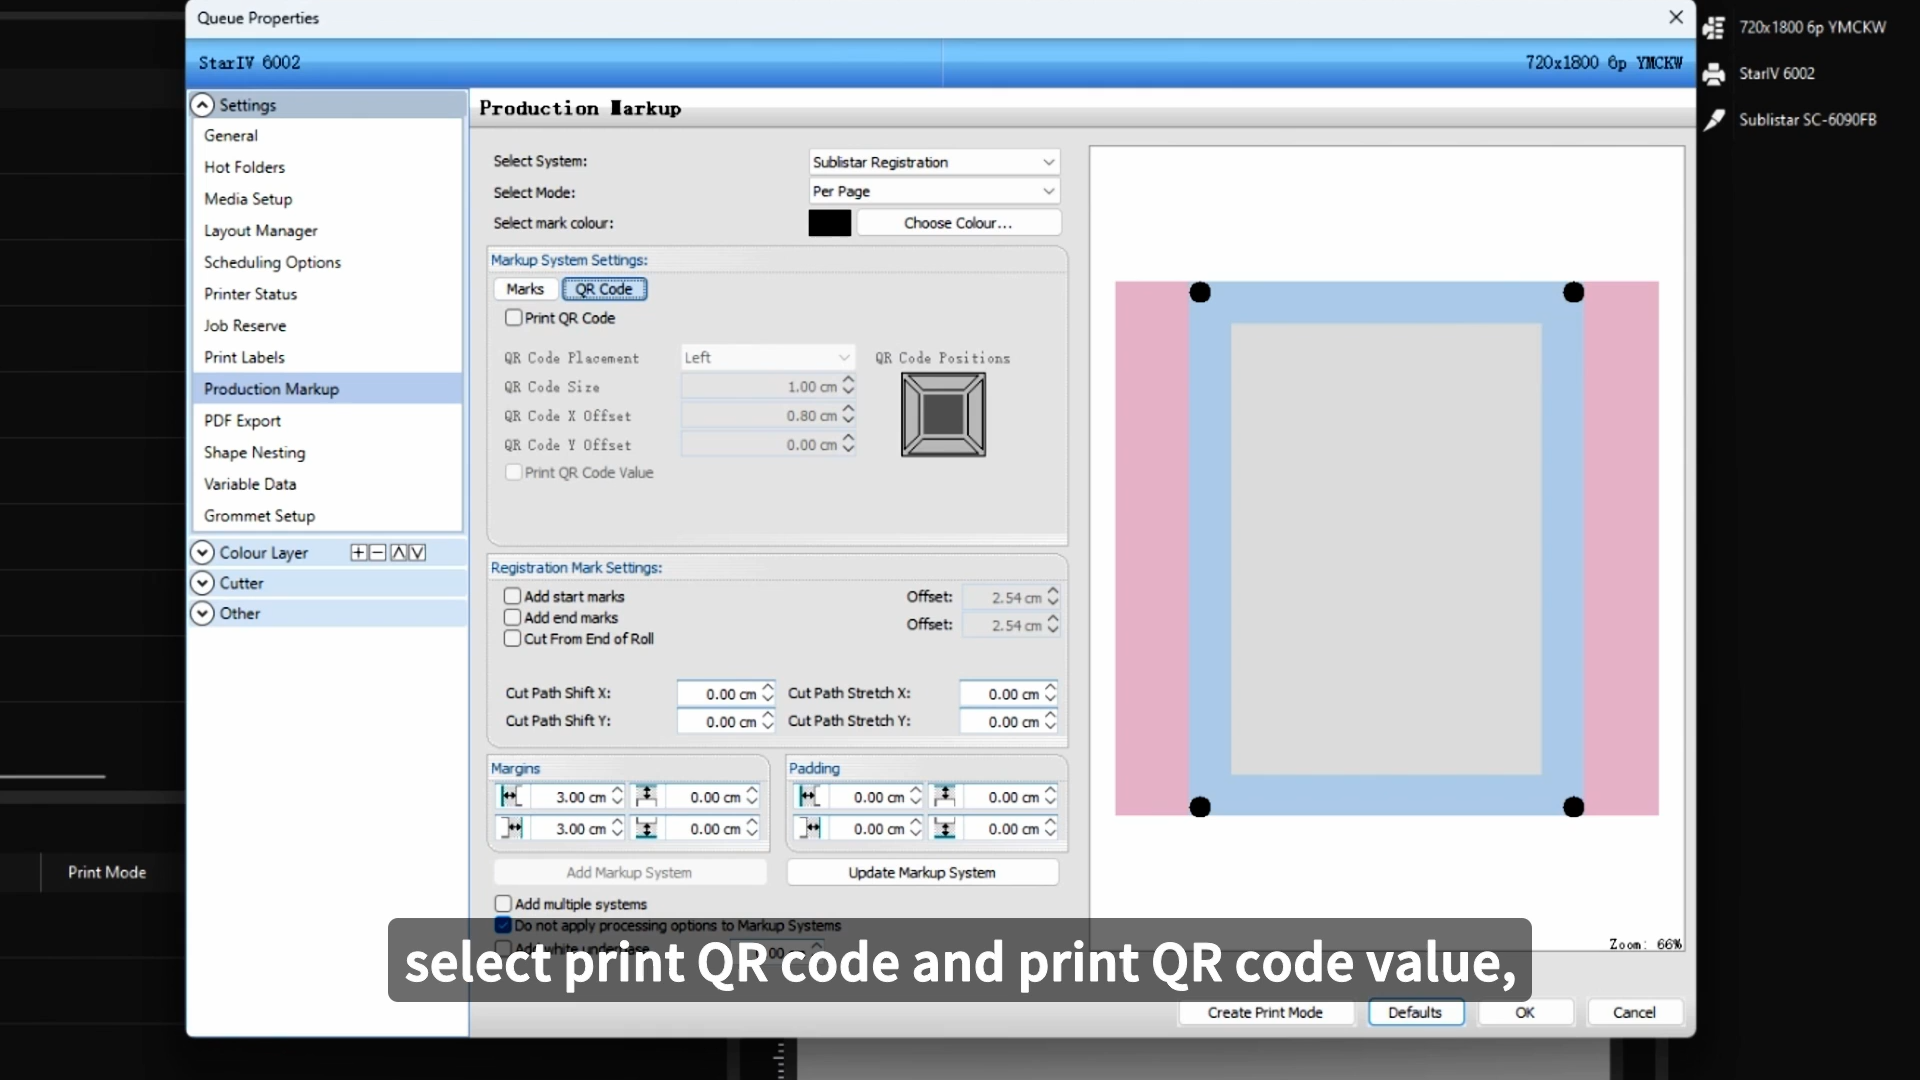 Queue Properties
StarIV 6002
720x1800 6p YMCKW
720x1800 6p YMCKW
StarIV 6002
Sublistar SC-6090FB
Settings
General
Hot Folders
Media Setup
Layout Manager
Scheduling Options
Printer Status
Job Reserve
Print Labels
Production Markup
PDF Export
Shape Nesting
Variable Data
Grommet Setup
Colour Layer
Cutter
Other
Print Mode
Production Markup
Select System: Sublistar Registration
Select Mode: Per Page
Select mark colour: Choose Colour...
Markup System Settings:
Marks QR Code
Print QR Code
QR Code Placement Left QR Code Positions
QR Code Size 1.00 cm
QR Code X Offset 0.80 cm
QR Code Y Offset 0.00 cm
Print QR Code Value
Registration Mark Settings:
Add start marks Offset: 2.54 cm
Add end marks Offset: 2.54 cm
Cut From End of Roll
Cut Path Shift X: 0.00 cm Cut Path Stretch X: 0.00 cm
Cut Path Shift Y: 0.00 cm Cut Path Stretch Y: 0.00 cm
Margins Padding
3.00 cm 0.00 cm 0.00 cm 0.00 cm
3.00 cm 0.00 cm 0.00 cm 0.00 cm
Add Markup System Update Markup System
Add multiple systems
Do not apply processing options to Markup Systems
Add white underbase
Zoom: 66%
select print QR code and print QR code value,
Create Print Mode Defaults OK Cancel